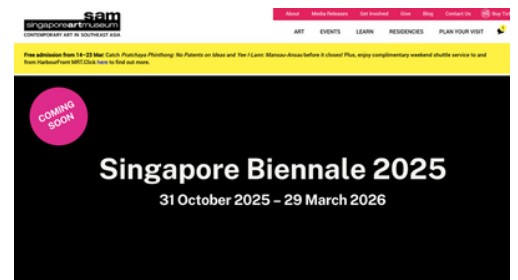 sam
singaporeartmuseum
CONTEMPORARY ART IN SOUTHEAST ASIA
About Media Releases Get Involved Give Blog Contact Us Buy
ART EVENTS LEARN RESIDENCIES PLAN YOUR VISIT
Free admission from 14–23 Mar: Catch Pratchaya Phinthong: No Patents on Ideas and Yee I-Lann: Mansau-Ansau before it closes! Plus, enjoy complimentary weekend shuttle service to and
from HarbourFront MRT.Click here to find out more.
COMING
SOON
Singapore Biennale 2025
31 October 2025 – 29 March 2026